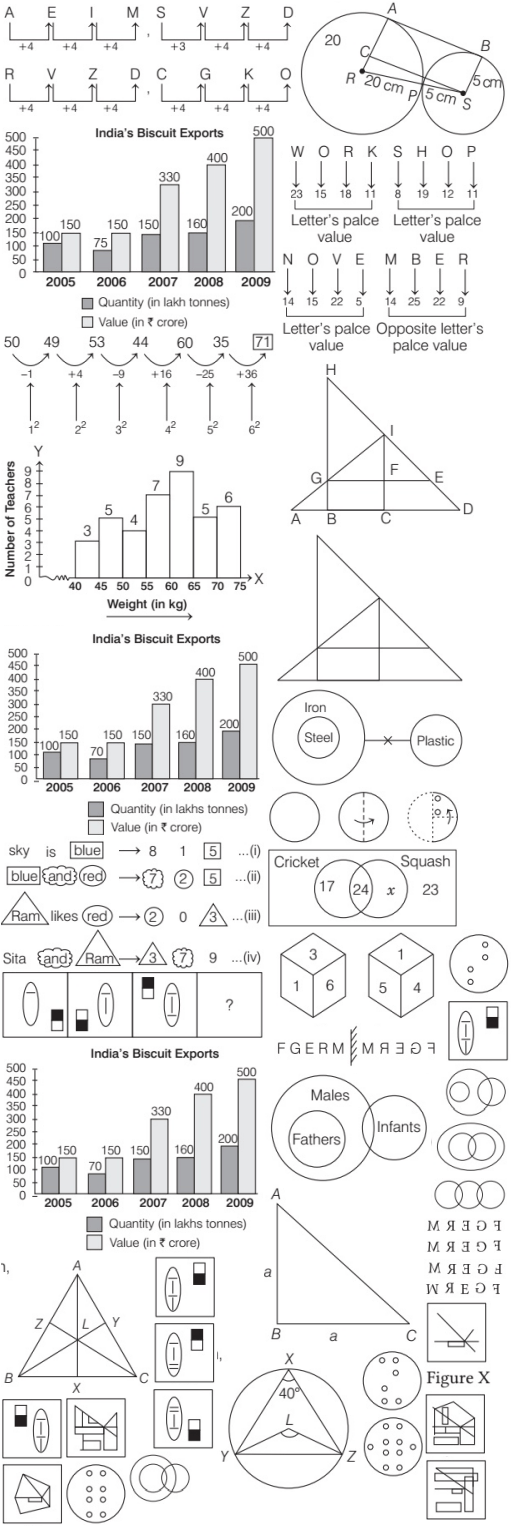 A E I M , S V Z D
+4 +4 +4 +3 +4 +4
R V Z D , C G K O
+4 +4 +4 +4 +4 +4
A
20
C
B
R 20 cm P 5 cm S
5 cm
India's Biscuit Exports
500
450
400
350
300
250
200
150
100
50
0
100 150 75 150 150 330 160 400 200 500
2005 2006 2007 2008 2009
Quantity (in lakh tonnes)
Value (in ₹ crore)
W O R K S H O P
23 15 18 11 8 19 12 11
Letter's palce value
Letter's palce value
N O V E M B E R
14 15 22 5 14 25 22 9
Letter's palce value
Opposite letter's palce value
50 49 53 44 60 35 71
−1 +4 −9 +16 −25 +36
1² 2² 3² 4² 5² 6²
H
I
G F E
A B C D
Y
Number of Teachers
9
8
7
6
5
4
3
2
1
0
3 5 4 7 9 5 6
40 45 50 55 60 65 70 75 X
Weight (in kg)
India's Biscuit Exports
500
450
400
350
300
250
200
150
100
50
0
100 150 70 150 150 330 160 400 200 500
2005 2006 2007 2008 2009
Quantity (in lakhs tonnes)
Value (in ₹ crore)
Iron
Steel
Plastic
sky is blue 8 1 5 ...(i)
blue and red 7 2 5 ...(ii)
Ram likes red 2 0 3 ...(iii)
Sita and Ram 3 7 9 ...(iv)
Cricket Squash
17 24 x 23
?
3
1 6
1
5 4
FGERM
India's Biscuit Exports
500
450
400
350
300
250
200
150
100
50
0
100 150 70 150 150 330 160 400 200 500
2005 2006 2007 2008 2009
Quantity (in lakhs tonnes)
Value (in ₹ crore)
Males
Fathers
Infants
A
a
B a C
n,
A
Z L Y
B X C
,
X
40°
L
Y Z
Figure X